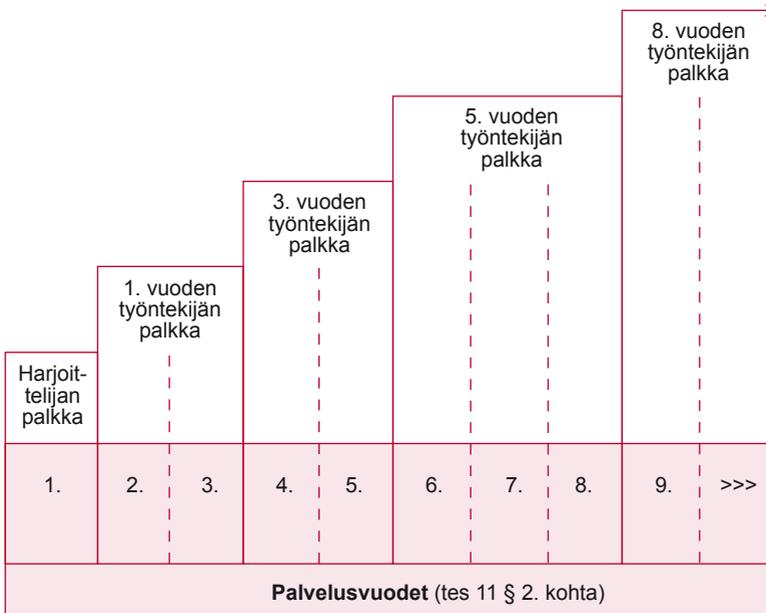 8. vuoden
työntekijän
palkka
5. vuoden
työntekijän
palkka
3. vuoden
työntekijän
palkka
1. vuoden
työntekijän
palkka
Harjoit-
telijan
palkka
1. 2. 3. 4. 5. 6. 7. 8. 9. >>>
Palvelusvuodet (tes 11 § 2. kohta)